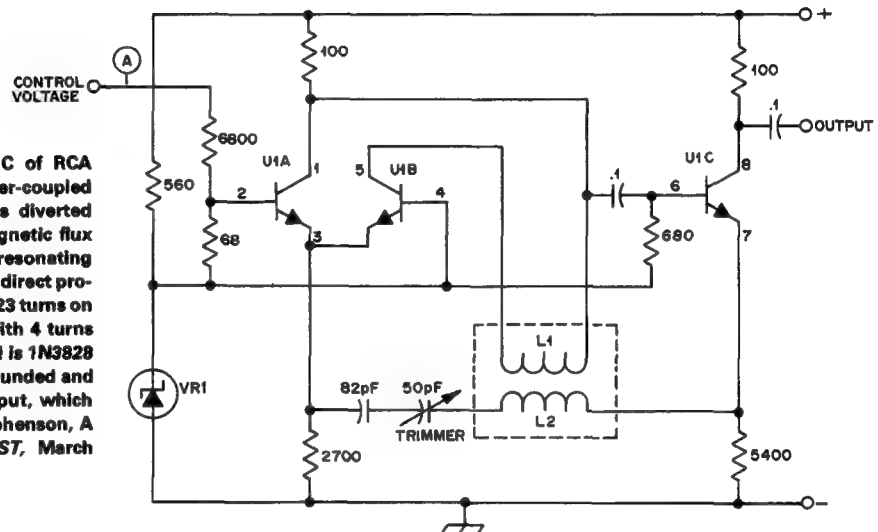 C of RCA
er-coupled
s diverted
gnetic flux
resonating
direct pro-
23 turns on
ith 4 turns
l is 1N3828
unded and
put, which
phenson, A
ST, March
CONTROL
VOLTAGE
A
+
100
100
.1
OUTPUT
6800
560
68
U1A
1
2
3
U1B
5
4
.1
6
U1C
8
7
680
VR1
82pF
50pF
TRIMMER
L1
L2
2700
5400
−